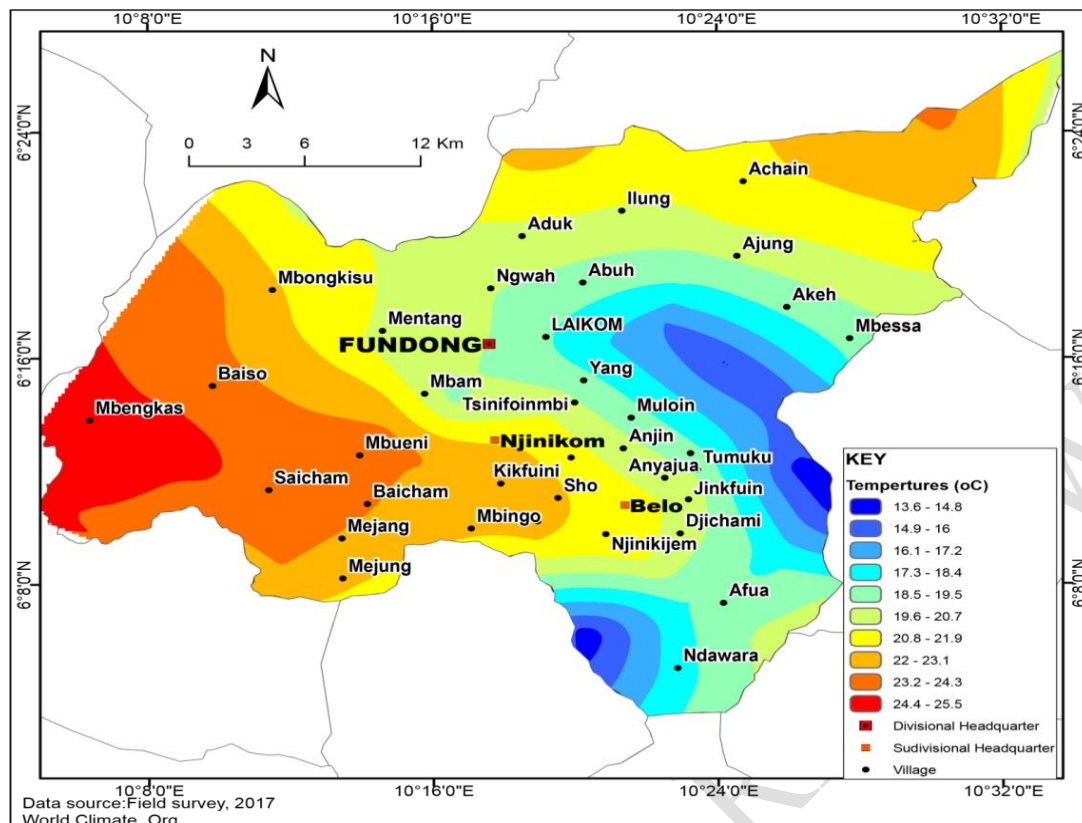 10°8'0"E
10°16'0"E
10°24'0"E
10°32'0"E
N
0 3 6 12 Km
6°24'0"N
6°24'0"N
Achain
Ilung
Aduk
Ajung
Mbongkisu
Ngwah
Abuh
Akeh
Mentang
LAIKOM
Mbessa
FUNDONG
6°16'0"N
6°16'0"N
Baiso
Mbam
Yang
Tsinifoinmbi
Muloin
Mbengkas
Njinikom
Anjin
Mbueni
Tumuku
Kikfuini
Anyajua
Saicham
Sho
Jinkfuin
Baicham
Belo
Mejang
Mbingo
Djichami
Njinikijem
Mejung
6°8'0"N
6°8'0"N
Afua
Ndawara
KEY
Tempertures (oC)
13.6 - 14.8
14.9 - 16
16.1 - 17.2
17.3 - 18.4
18.5 - 19.5
19.6 - 20.7
20.8 - 21.9
22 - 23.1
23.2 - 24.3
24.4 - 25.5
Divisional Headquarter
Sudivisional Headquarter
Village
10°8'0"E
10°16'0"E
10°24'0"E
10°32'0"E
Data source:Field survey, 2017
World Climate. Org